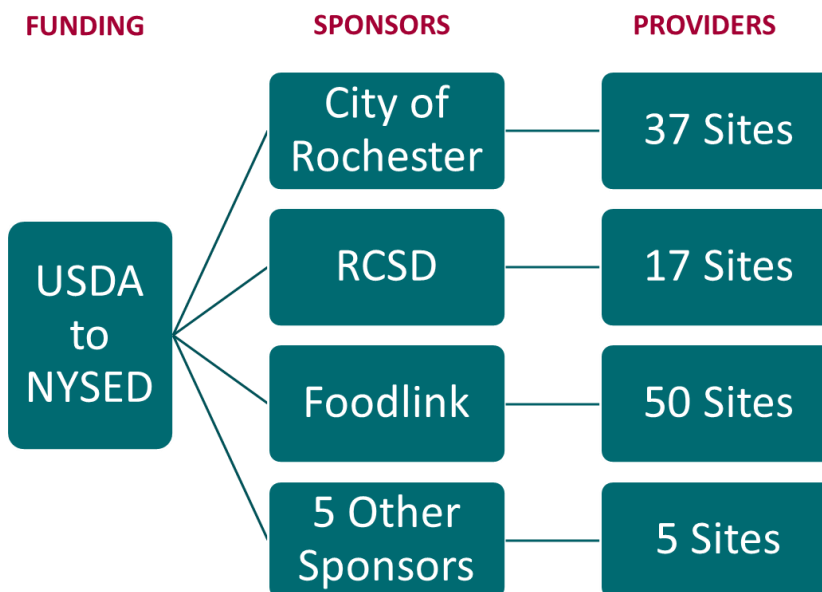 FUNDING
SPONSORS
PROVIDERS
USDA
to
NYSED
City of
Rochester
37 Sites
RCSD
17 Sites
Foodlink
50 Sites
5 Other
Sponsors
5 Sites